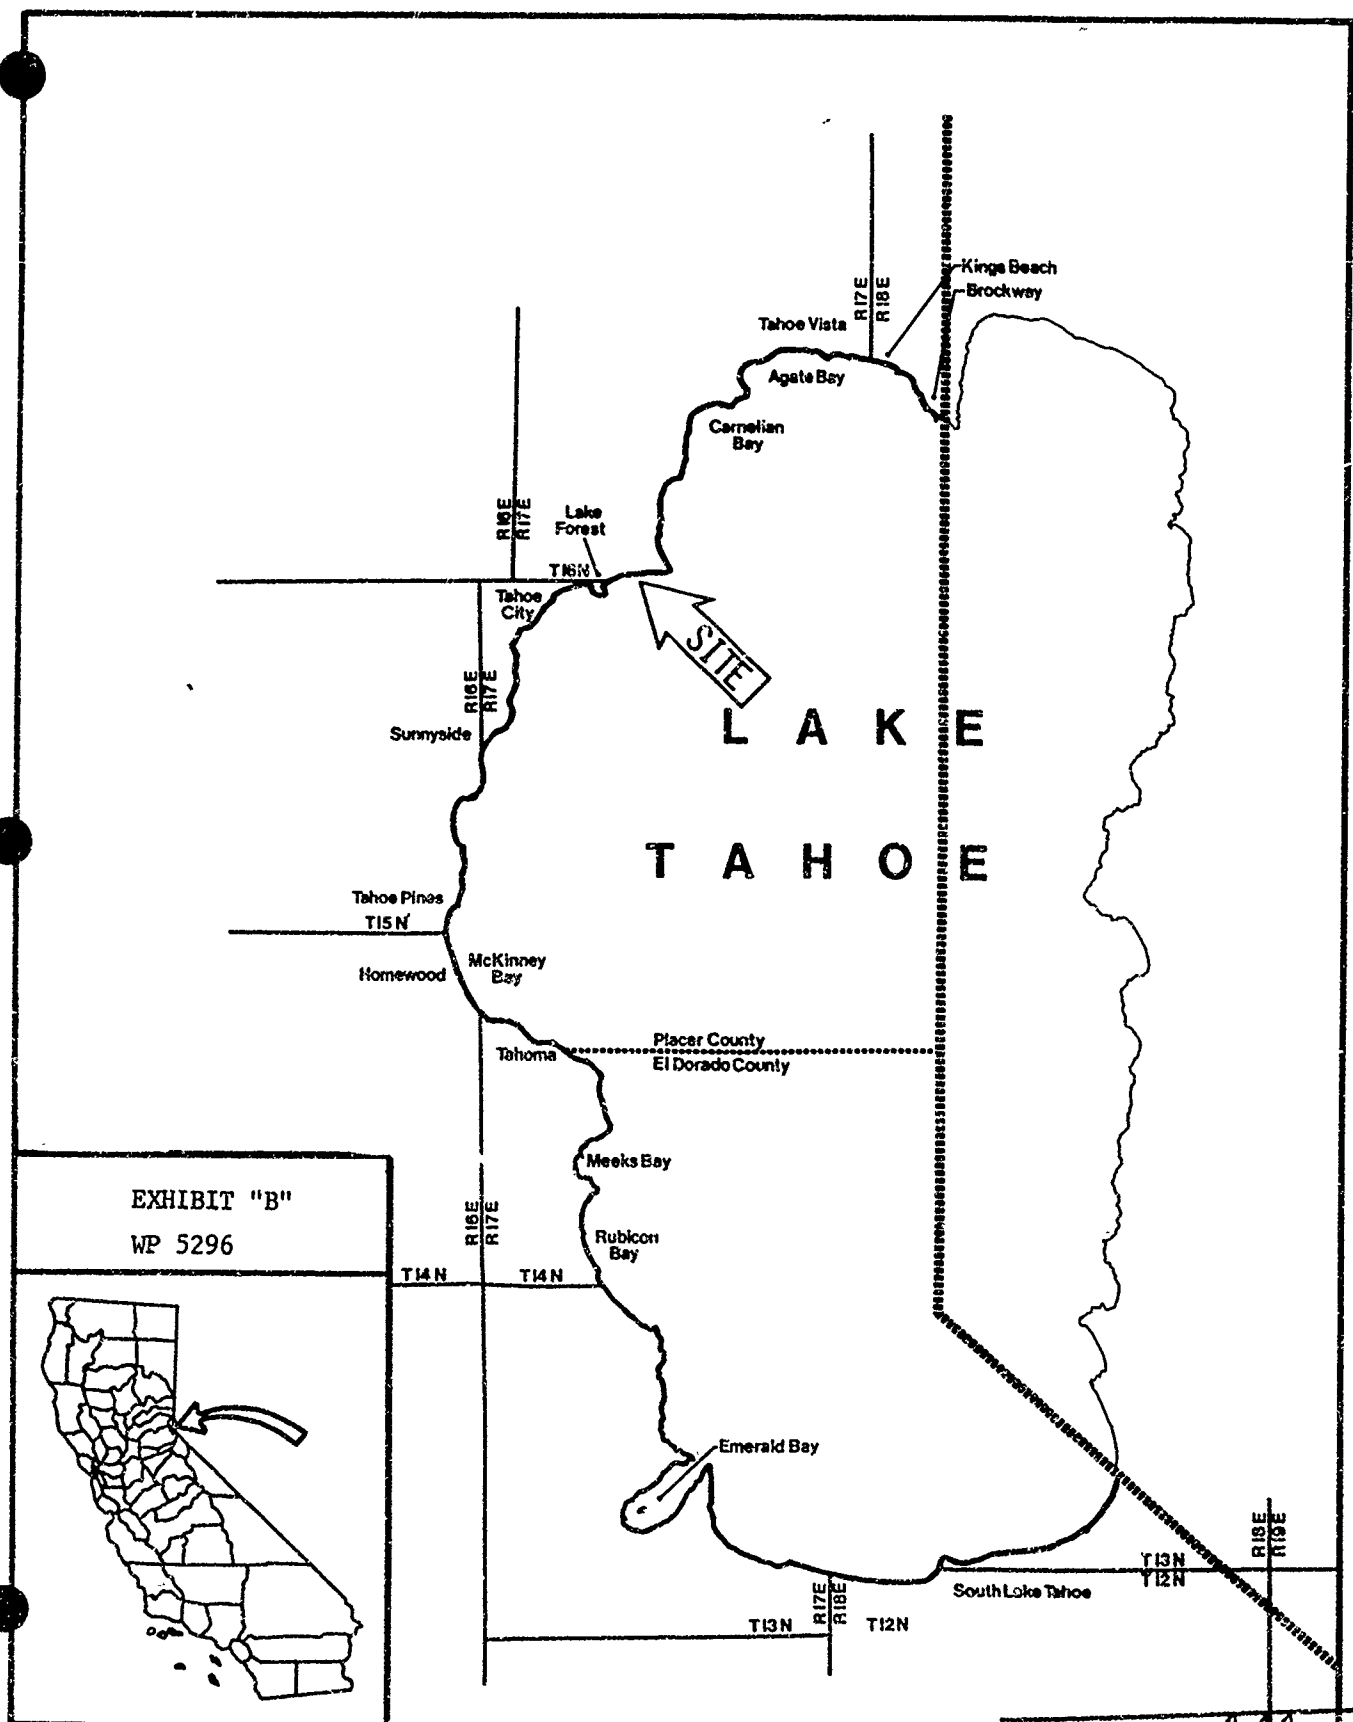 Kings Beach
Brockway
R17E
R18E
Tahoe Vista
Agate Bay
Carnelian
Bay
R16E
R17E
Lake
Forest
T16N
Tahoe
City
SITE
R16E
R17E
Sunnyside
LAKE
TAHOE
Tahoe Pines
T15N
Homewood
McKinney
Bay
Placer County
El Dorado County
Tahoma
Meeks Bay
EXHIBIT "B"
WP 5296
R16E
R17E
Rubicon
Bay
T14N
T14N
Emerald Bay
R18E
R19E
T13N
T12N
South Lake Tahoe
R17E
R18E
T13N
T12N